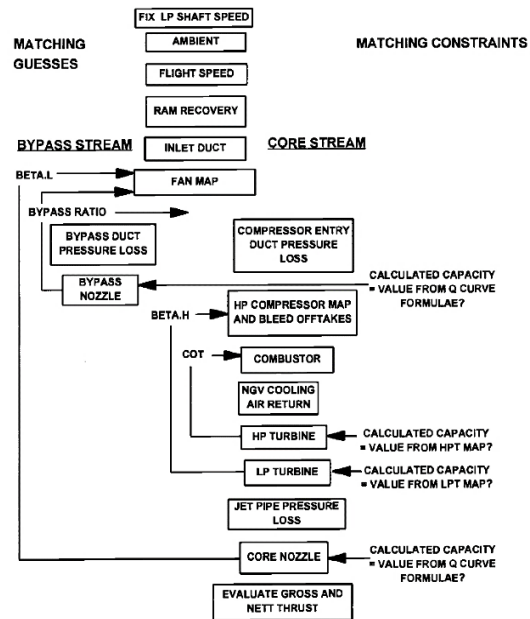 FIX LP SHAFT SPEED
MATCHING
GUESSES
AMBIENT
MATCHING CONSTRAINTS
FLIGHT SPEED
RAM RECOVERY
BYPASS STREAM
INLET DUCT
CORE STREAM
BETA.L
FAN MAP
BYPASS RATIO
BYPASS DUCT
PRESSURE LOSS
COMPRESSOR ENTRY
DUCT PRESSURE
LOSS
BYPASS
NOZZLE
CALCULATED CAPACITY
= VALUE FROM Q CURVE
FORMULAE?
BETA.H
HP COMPRESSOR MAP
AND BLEED OFFTAKES
COT
COMBUSTOR
NGV COOLING
AIR RETURN
HP TURBINE
CALCULATED CAPACITY
= VALUE FROM HPT MAP?
LP TURBINE
CALCULATED CAPACITY
= VALUE FROM LPT MAP?
JET PIPE PRESSURE
LOSS
CORE NOZZLE
CALCULATED CAPACITY
= VALUE FROM Q CURVE
FORMULAE?
EVALUATE GROSS AND
NETT THRUST